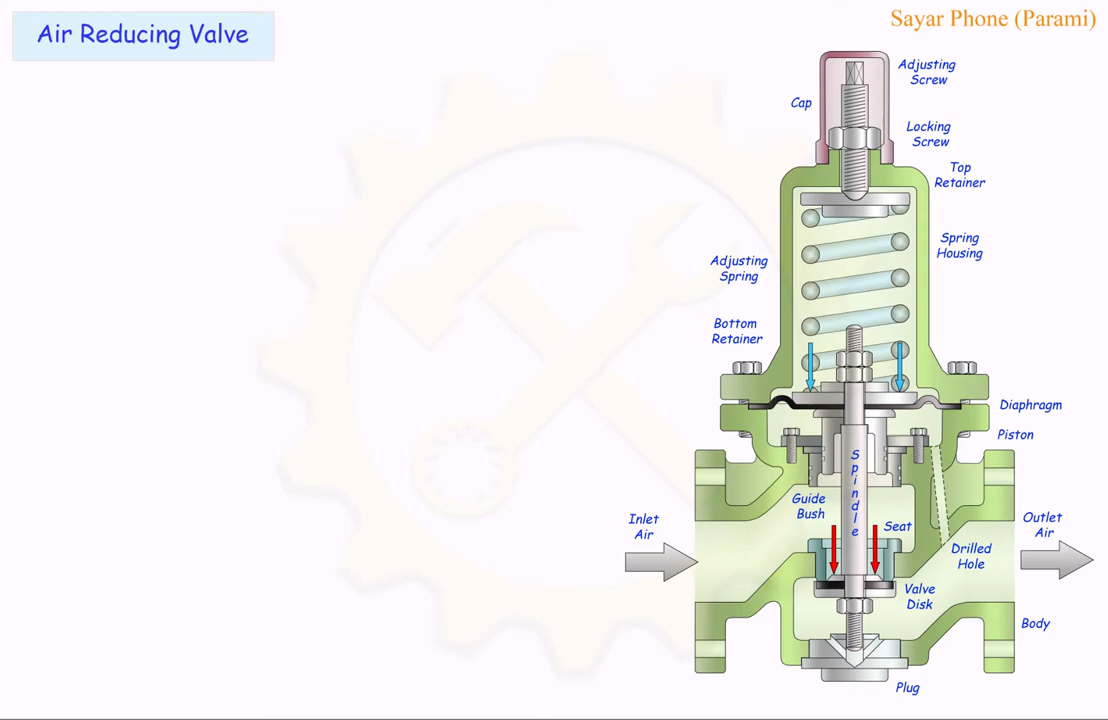 Air Reducing Valve
Sayar Phone (Parami)
Adjusting
Screw
Cap
Locking
Screw
Top
Retainer
Spring
Housing
Adjusting
Spring
Bottom
Retainer
Diaphragm
Piston
Spindle
Guide
Bush
Seat
Inlet
Air
Outlet
Air
Drilled
Hole
Valve
Disk
Body
Plug